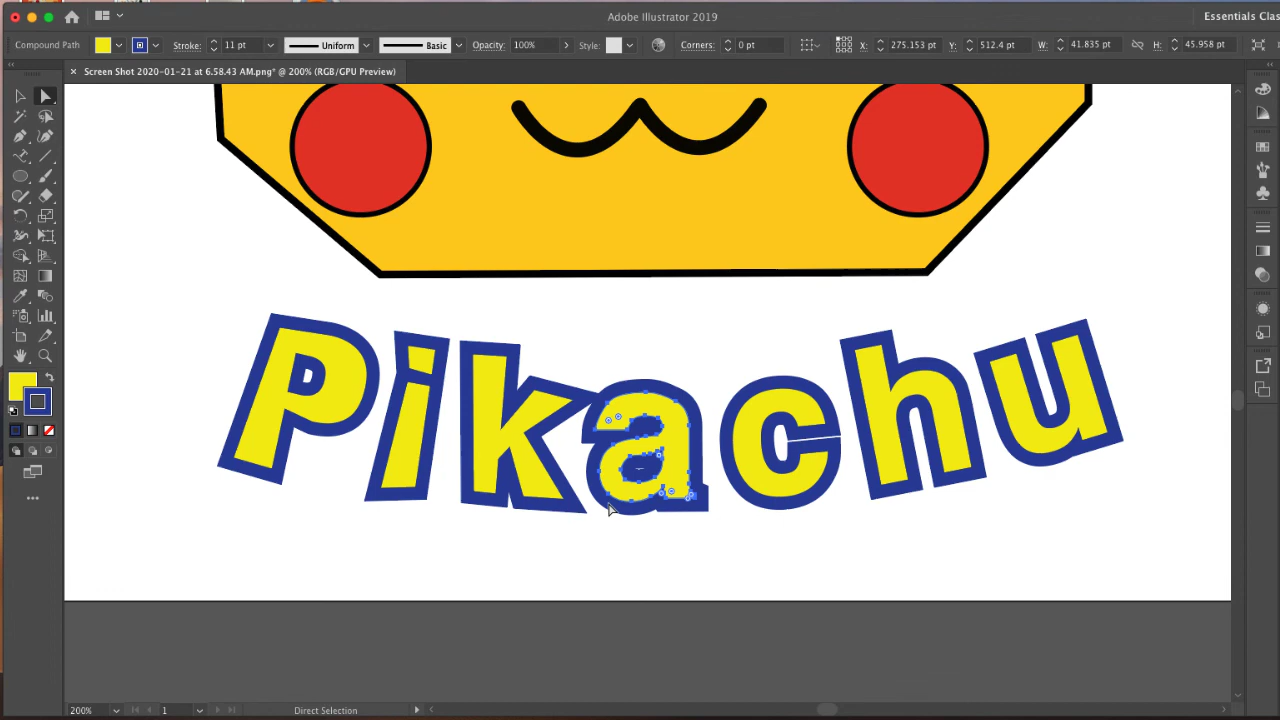 Adobe Illustrator 2019
Essentials Clas
Compound Path
Stroke: 11 pt Uniform Basic Opacity: 100% Style: Corners: 0 pt X: 275.153 pt Y: 512.4 pt W: 41.835 pt H: 45.958 pt
× Screen Shot 2020-01-21 at 6.58.43 AM.png* @ 200% (RGB/GPU Preview)
Pikachu
200% 1 Direct Selection